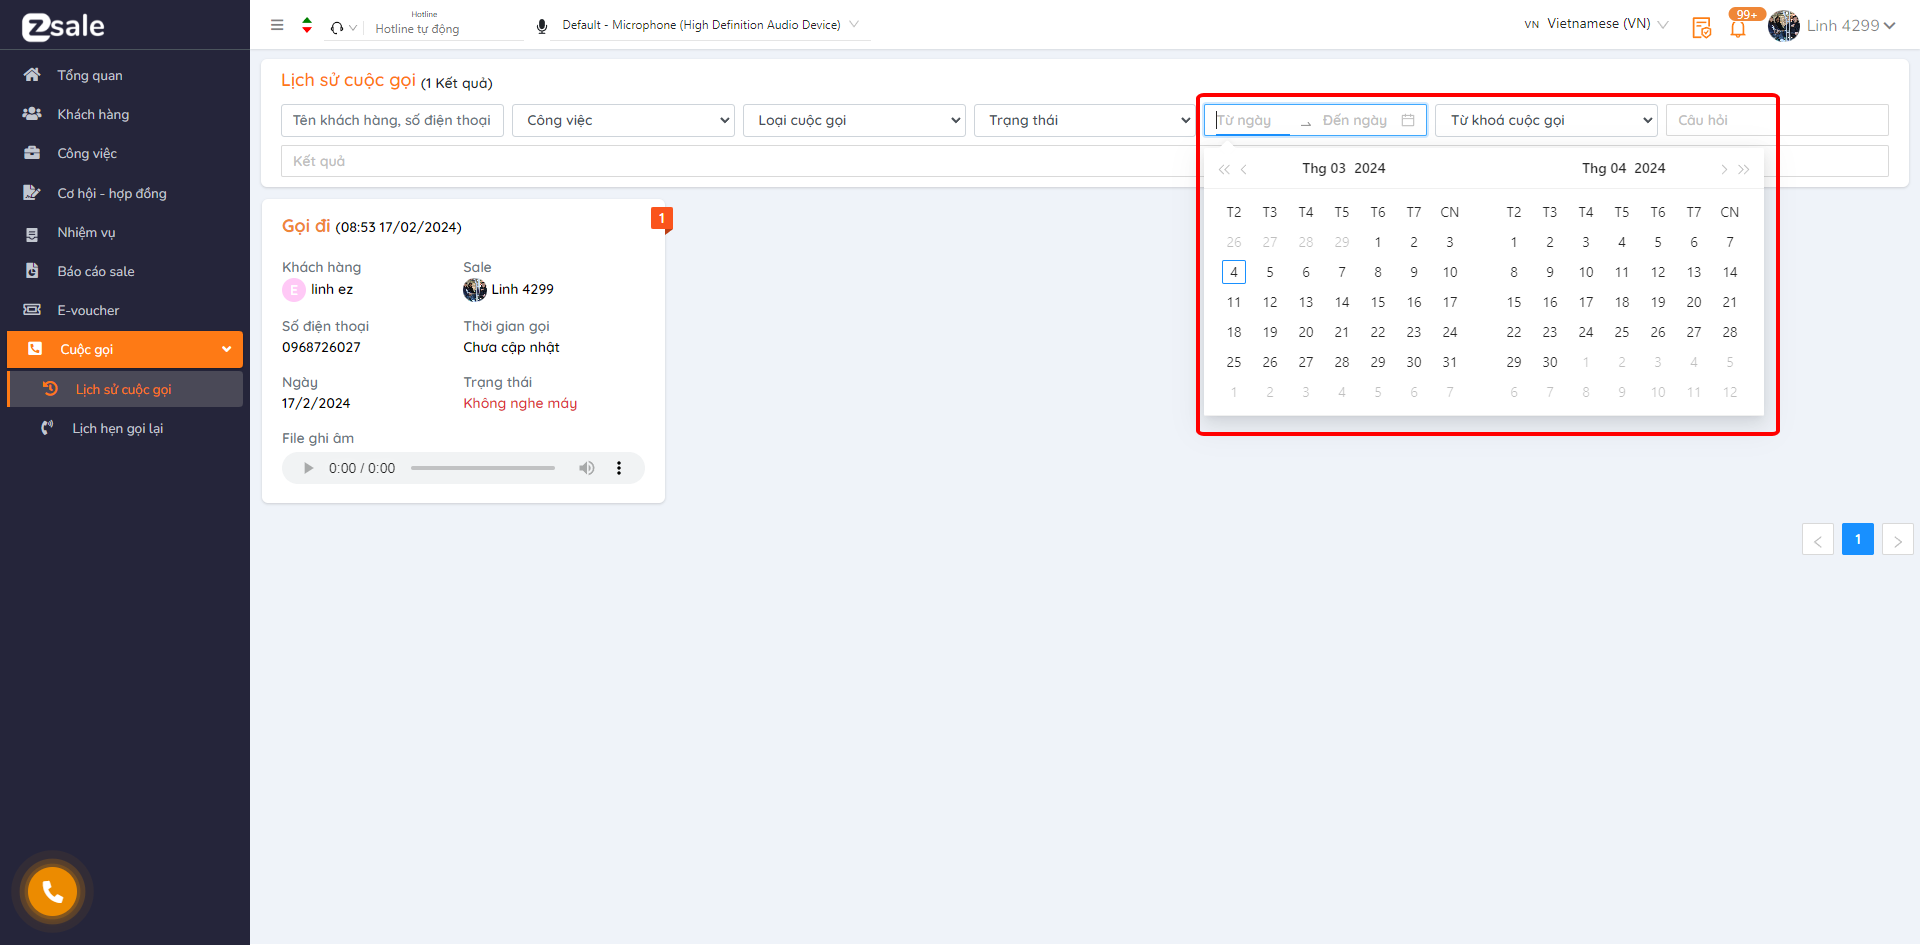 Zsale
Hotline
Hotline tự động
Default - Microphone (High Definition Audio Device)
VN Vietnamese (VN)
99+
Linh 4299
Tổng quan
Khách hàng
Công việc
Cơ hội - hợp đồng
Nhiệm vụ
Báo cáo sale
E-voucher
Cuộc gọi
Lịch sử cuộc gọi
Lịch hẹn gọi lại
Lịch sử cuộc gọi (1 Kết quả)
Tên khách hàng, số điện thoại
Công việc
Loại cuộc gọi
Trạng thái
Từ ngày
Đến ngày
Từ khoá cuộc gọi
Câu hỏi
Kết quả
Thg 03 2024
T2 T3 T4 T5 T6 T7 CN
26 27 28 29 1 2 3
4 5 6 7 8 9 10
11 12 13 14 15 16 17
18 19 20 21 22 23 24
25 26 27 28 29 30 31
1 2 3 4 5 6 7
Thg 04 2024
T2 T3 T4 T5 T6 T7 CN
1 2 3 4 5 6 7
8 9 10 11 12 13 14
15 16 17 18 19 20 21
22 23 24 25 26 27 28
29 30 1 2 3 4 5
6 7 8 9 10 11 12
Gọi đi (08:53 17/02/2024)
1
Khách hàng
E linh ez
Sale
Linh 4299
Số điện thoại
0968726027
Thời gian gọi
Chưa cập nhật
Ngày
17/2/2024
Trạng thái
Không nghe máy
File ghi âm
0:00 / 0:00
< 1 >